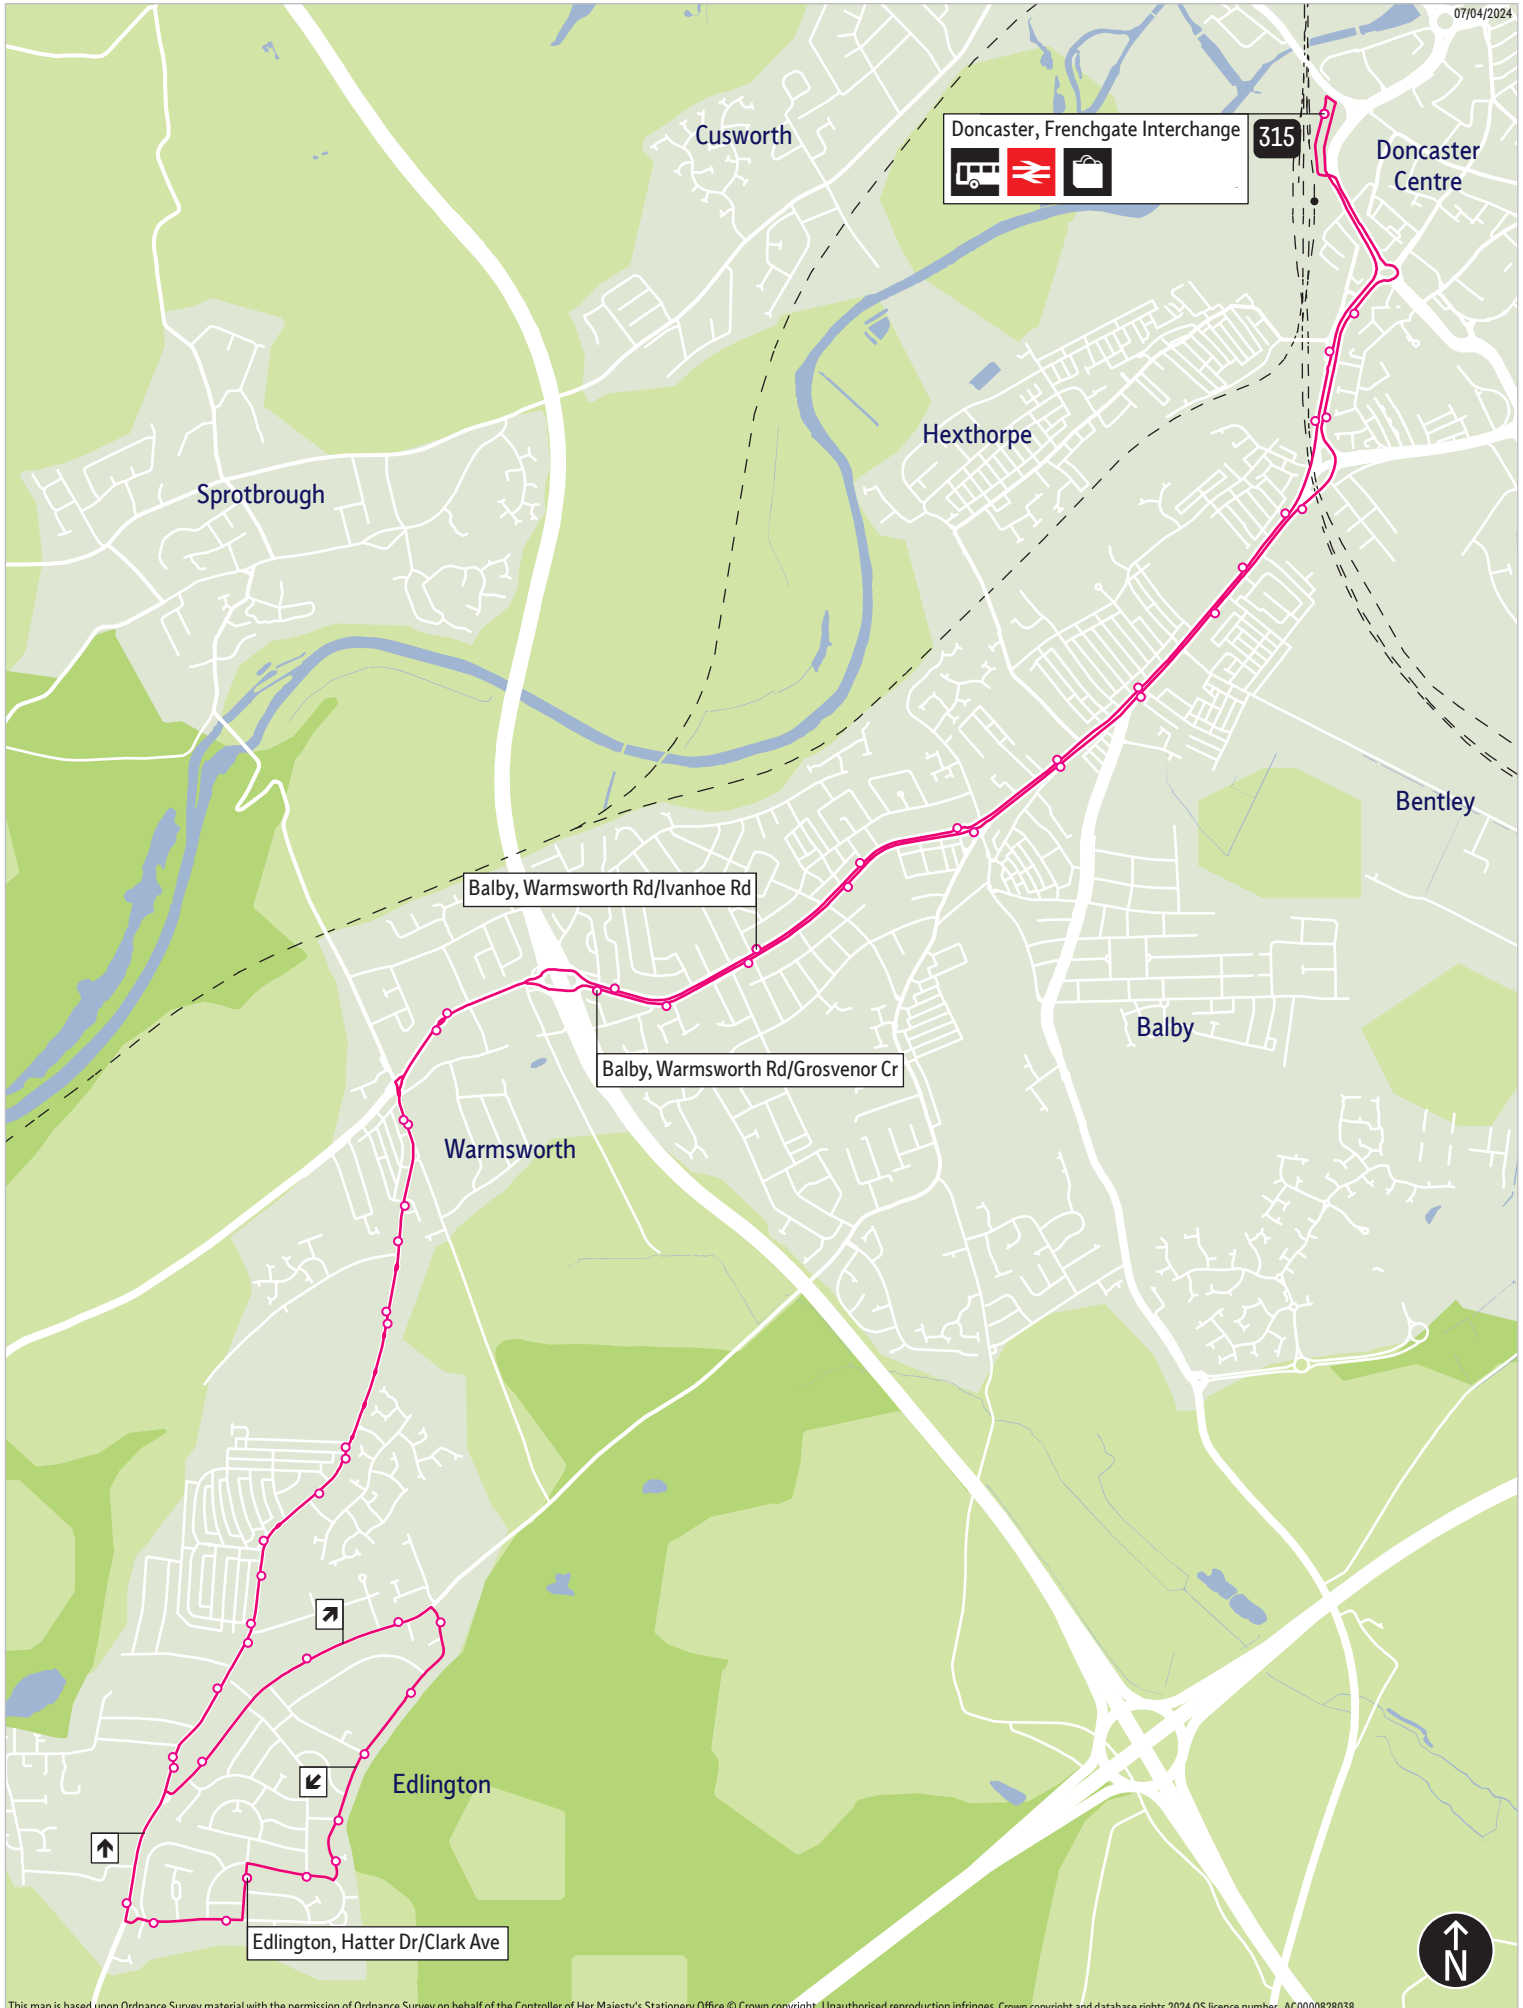 07/04/2024
Cusworth
Doncaster, Frenchgate Interchange
315
Doncaster
Centre
Hexthorpe
Sprotbrough
Bentley
Balby, Warmsworth Rd/Ivanhoe Rd
Balby
Balby, Warmsworth Rd/Grosvenor Cr
Warmsworth
Edlington
Edlington, Hatter Dr/Clark Ave
N
This map is based upon Ordnance Survey material with the permission of Ordnance Survey on behalf of the Controller of Her Majesty's Stationery Office © Crown copyright. Unauthorised reproduction infringes. Crown copyright and database rights 2024 OS licence number. AC0000828038